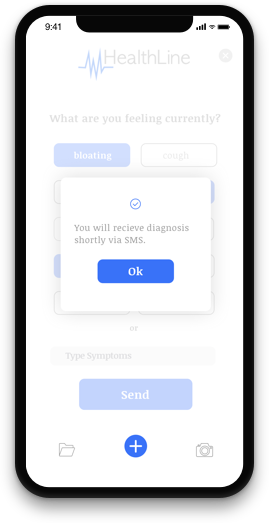 9:41
HealthLine
What are you feeling currently?
bloating
cough
You will recieve diagnosis
shortly via SMS.
Ok
or
Type Symptoms
Send